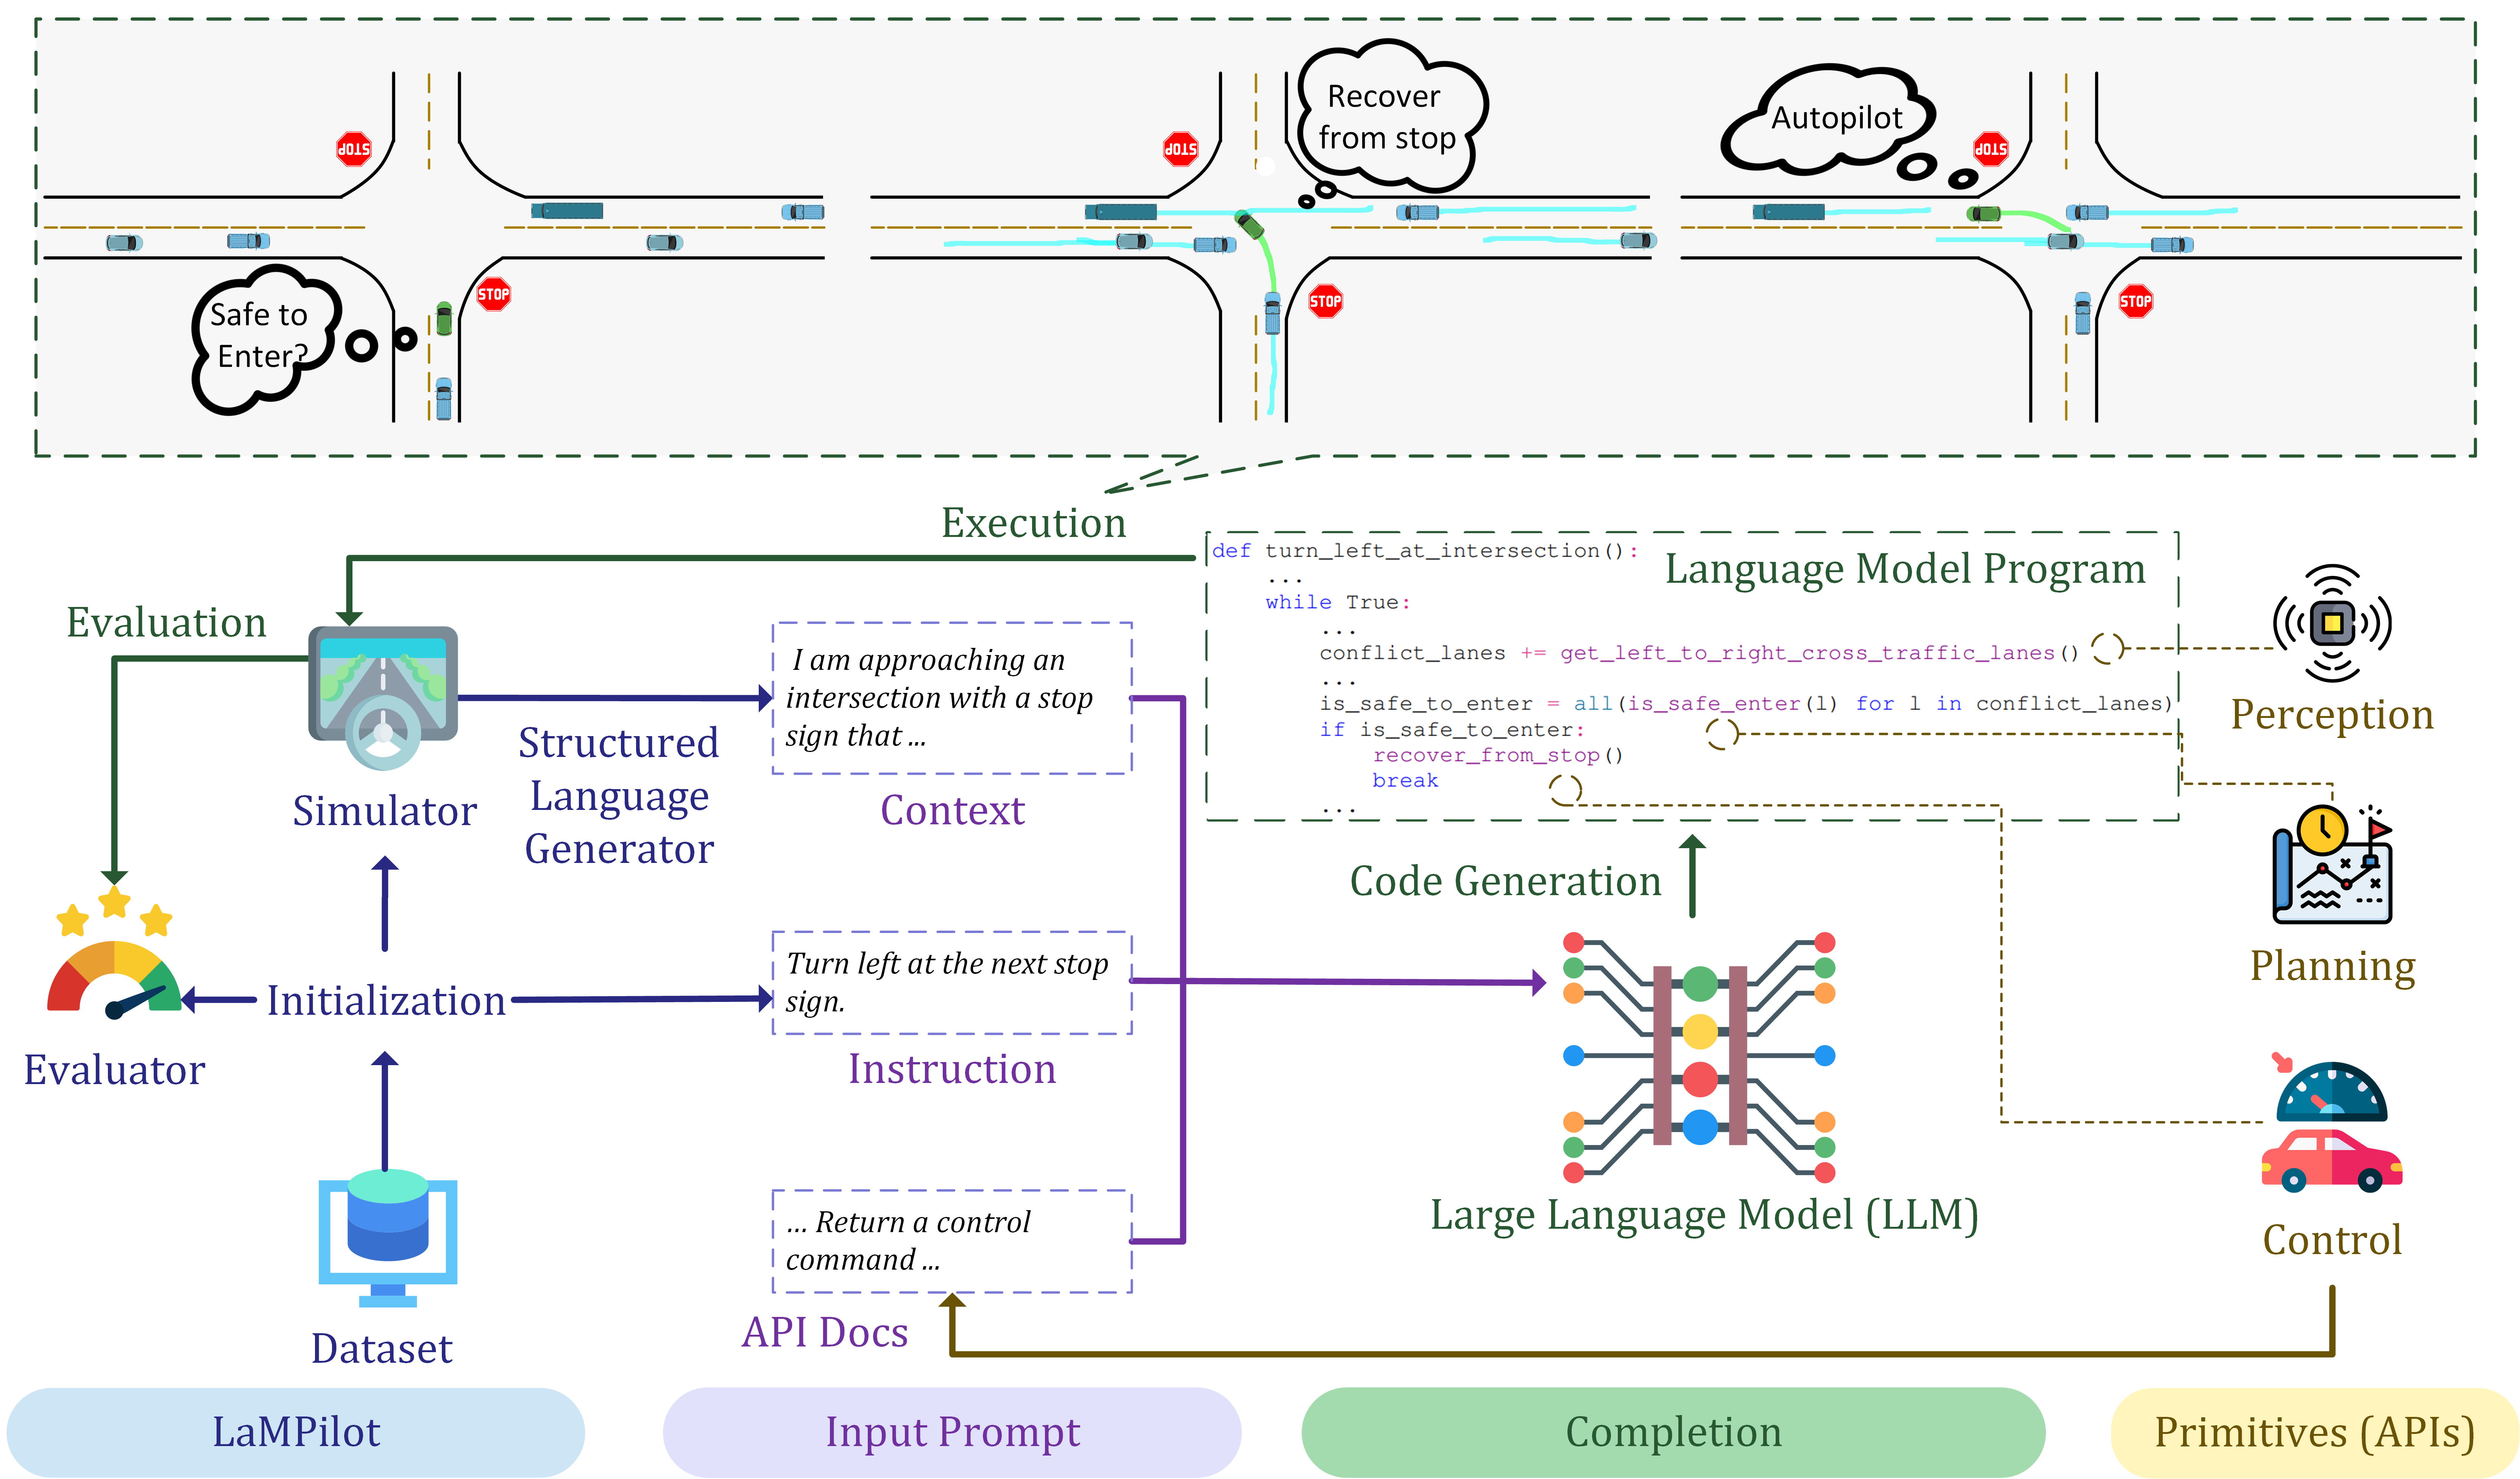 STOP
STOP
Safe to
Enter?
STOP
Recover
from stop
STOP
Autopilot
STOP
STOP
Execution
Evaluation
def turn_left_at_intersection():
...
while True:
...
conflict_lanes += get_left_to_right_cross_traffic_lanes()
...
is_safe_to_enter = all(is_safe_enter(l) for l in conflict_lanes)
if is_safe_to_enter:
recover_from_stop()
break
...
Language Model Program
Perception
Planning
Control
Simulator
Structured
Language
Generator
I am approaching an
intersection with a stop
sign that ...
Context
Code Generation
Evaluator
Initialization
Turn left at the next stop
sign.
Instruction
Large Language Model (LLM)
Dataset
... Return a control
command ...
API Docs
LaMPilot
Input Prompt
Completion
Primitives (APIs)